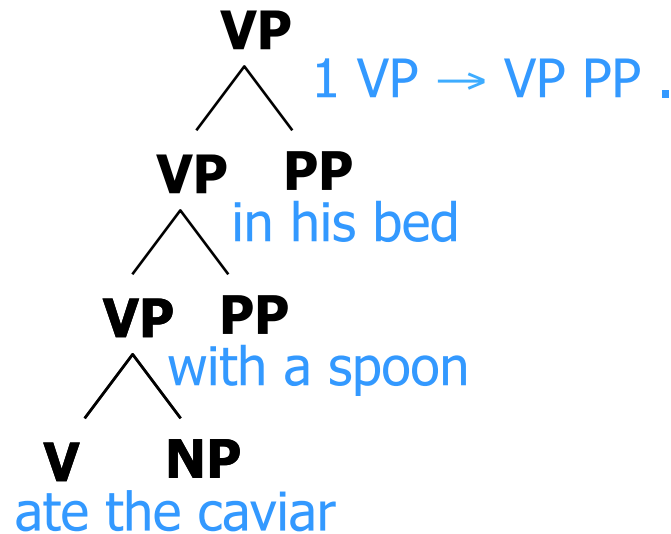 VP
1 VP → VP PP .
VP PP
in his bed
VP PP
with a spoon
V NP
ate the caviar